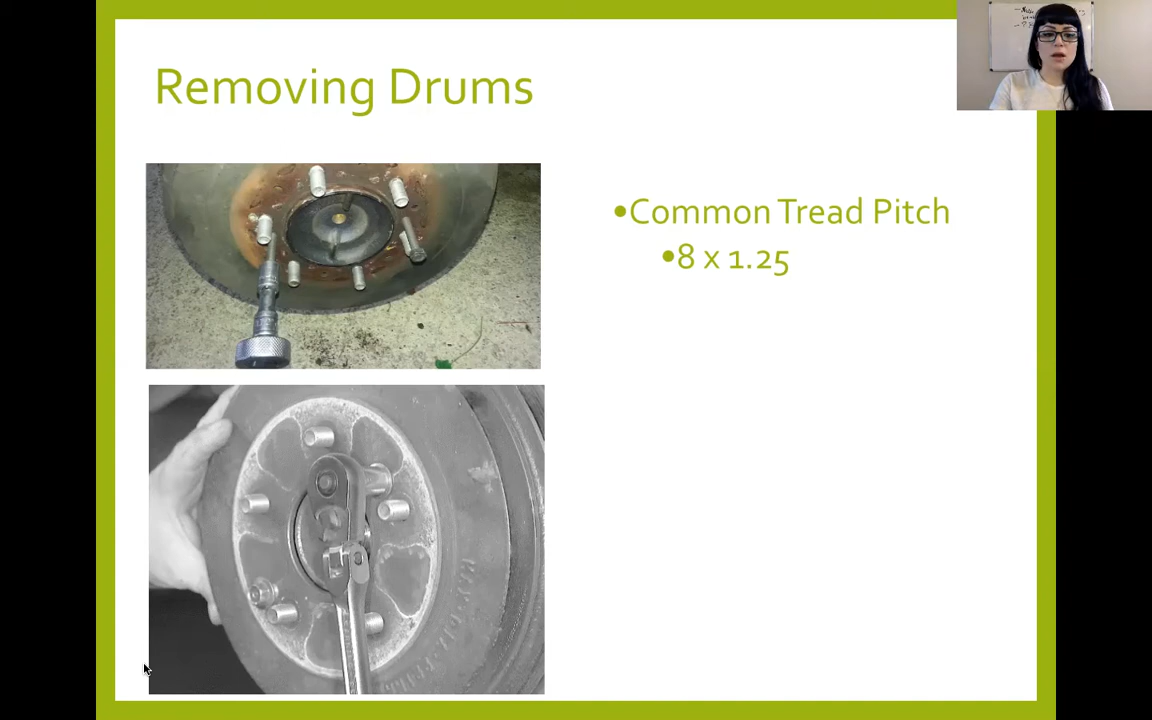 Removing Drums
•Common Tread Pitch
•8 x 1.25